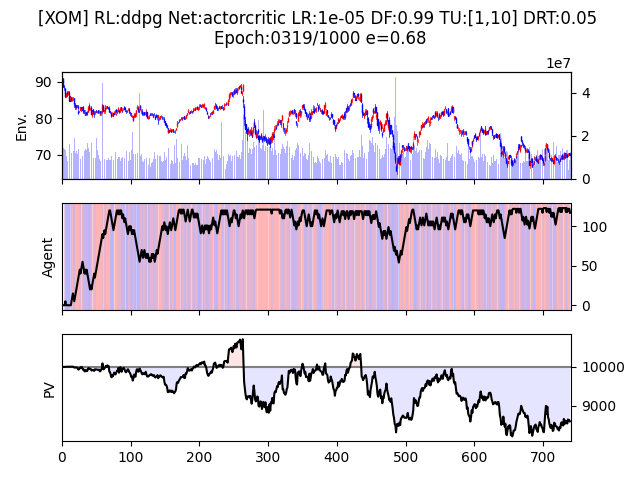 [XOM] RL:ddpg Net:actorcritic LR:1e-05 DF:0.99 TU:[1,10] DRT:0.05
Epoch:0319/1000 e=0.68
1e7
90
80
70
Env.
4
2
0
Agent
100
50
0
PV
10000
9000
0 100 200 300 400 500 600 700